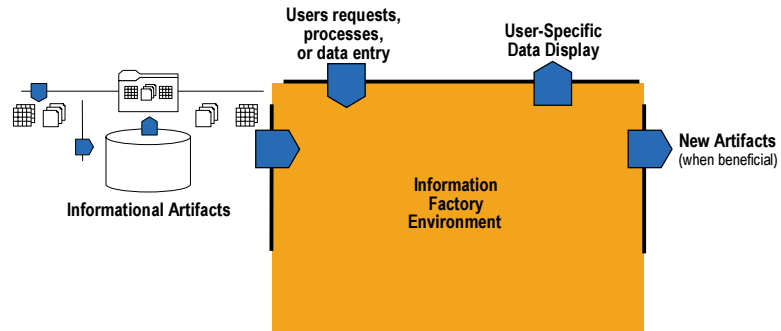 Users requests,
processes,
or data entry
User-Specific
Data Display
Informational Artifacts
Information
Factory
Environment
New Artifacts
(when beneficial)